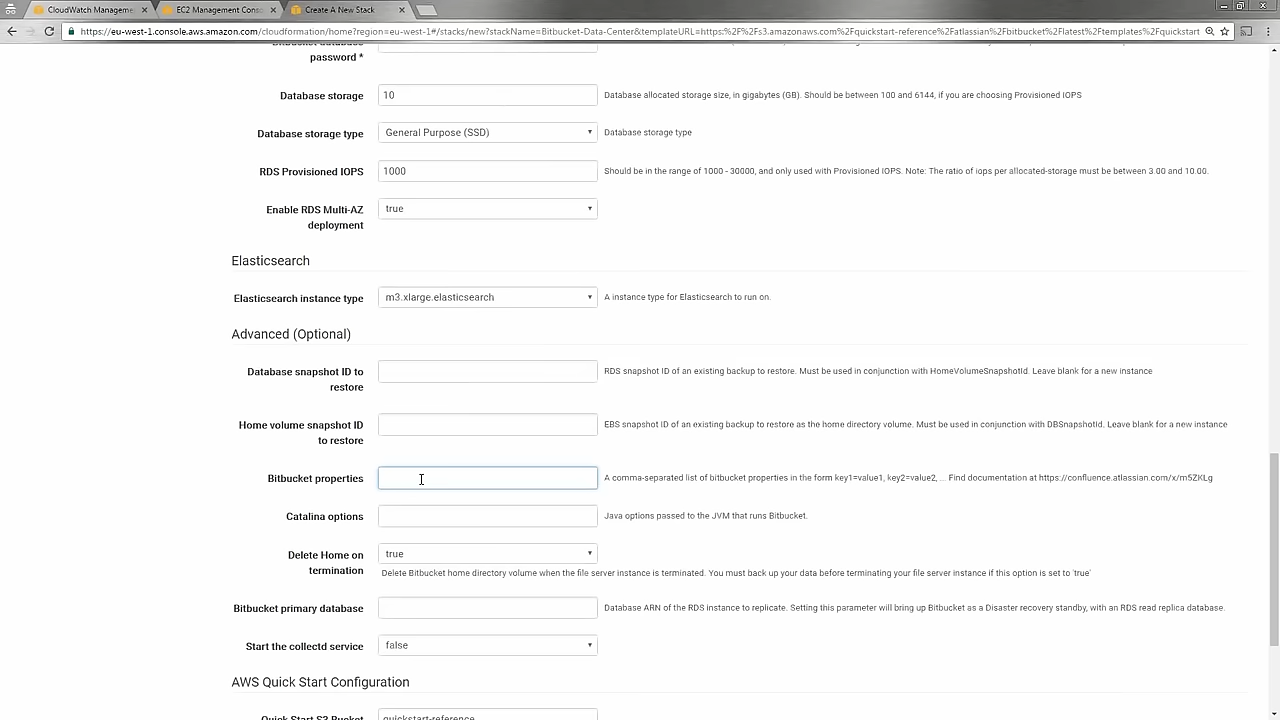 CloudWatch Manageme
EC2 Management Conso
Create A New Stack
https://eu-west-1.console.aws.amazon.com/cloudformation/home?region=eu-west-1#/stacks/new?stackName=Bitbucket-Data-Center&templateURL=https:%2F%2Fs3.amazonaws.com%2Fquickstart-reference%2Fatlassian%2Fbitbucket%2Flatest%2Ftemplates%2Fquickstart
Bitbucket database
password *
Database storage
10
Database allocated storage size, in gigabytes (GB). Should be between 100 and 6144, if you are choosing Provisioned IOPS
Database storage type
General Purpose (SSD)
Database storage type
RDS Provisioned IOPS
1000
Should be in the range of 1000 - 30000, and only used with Provisioned IOPS. Note: The ratio of iops per allocated-storage must be between 3.00 and 10.00.
Enable RDS Multi-AZ
deployment
true
Elasticsearch
Elasticsearch instance type
m3.xlarge.elasticsearch
A instance type for Elasticsearch to run on.
Advanced (Optional)
Database snapshot ID to
restore
RDS snapshot ID of an existing backup to restore. Must be used in conjunction with HomeVolumeSnapshotId. Leave blank for a new instance
Home volume snapshot ID
to restore
EBS snapshot ID of an existing backup to restore as the home directory volume. Must be used in conjunction with DBSnapshotId. Leave blank for a new instance
Bitbucket properties
A comma-separated list of bitbucket properties in the form key1=value1, key2=value2, ... Find documentation at https://confluence.atlassian.com/x/m5ZKLg
Catalina options
Java options passed to the JVM that runs Bitbucket.
Delete Home on
termination
true
Delete Bitbucket home directory volume when the file server instance is terminated. You must back up your data before terminating your file server instance if this option is set to 'true'
Bitbucket primary database
Database ARN of the RDS instance to replicate. Setting this parameter will bring up Bitbucket as a Disaster recovery standby, with an RDS read replica database.
Start the collectd service
false
AWS Quick Start Configuration
Quick Start S3 Bucket
quickstart-reference